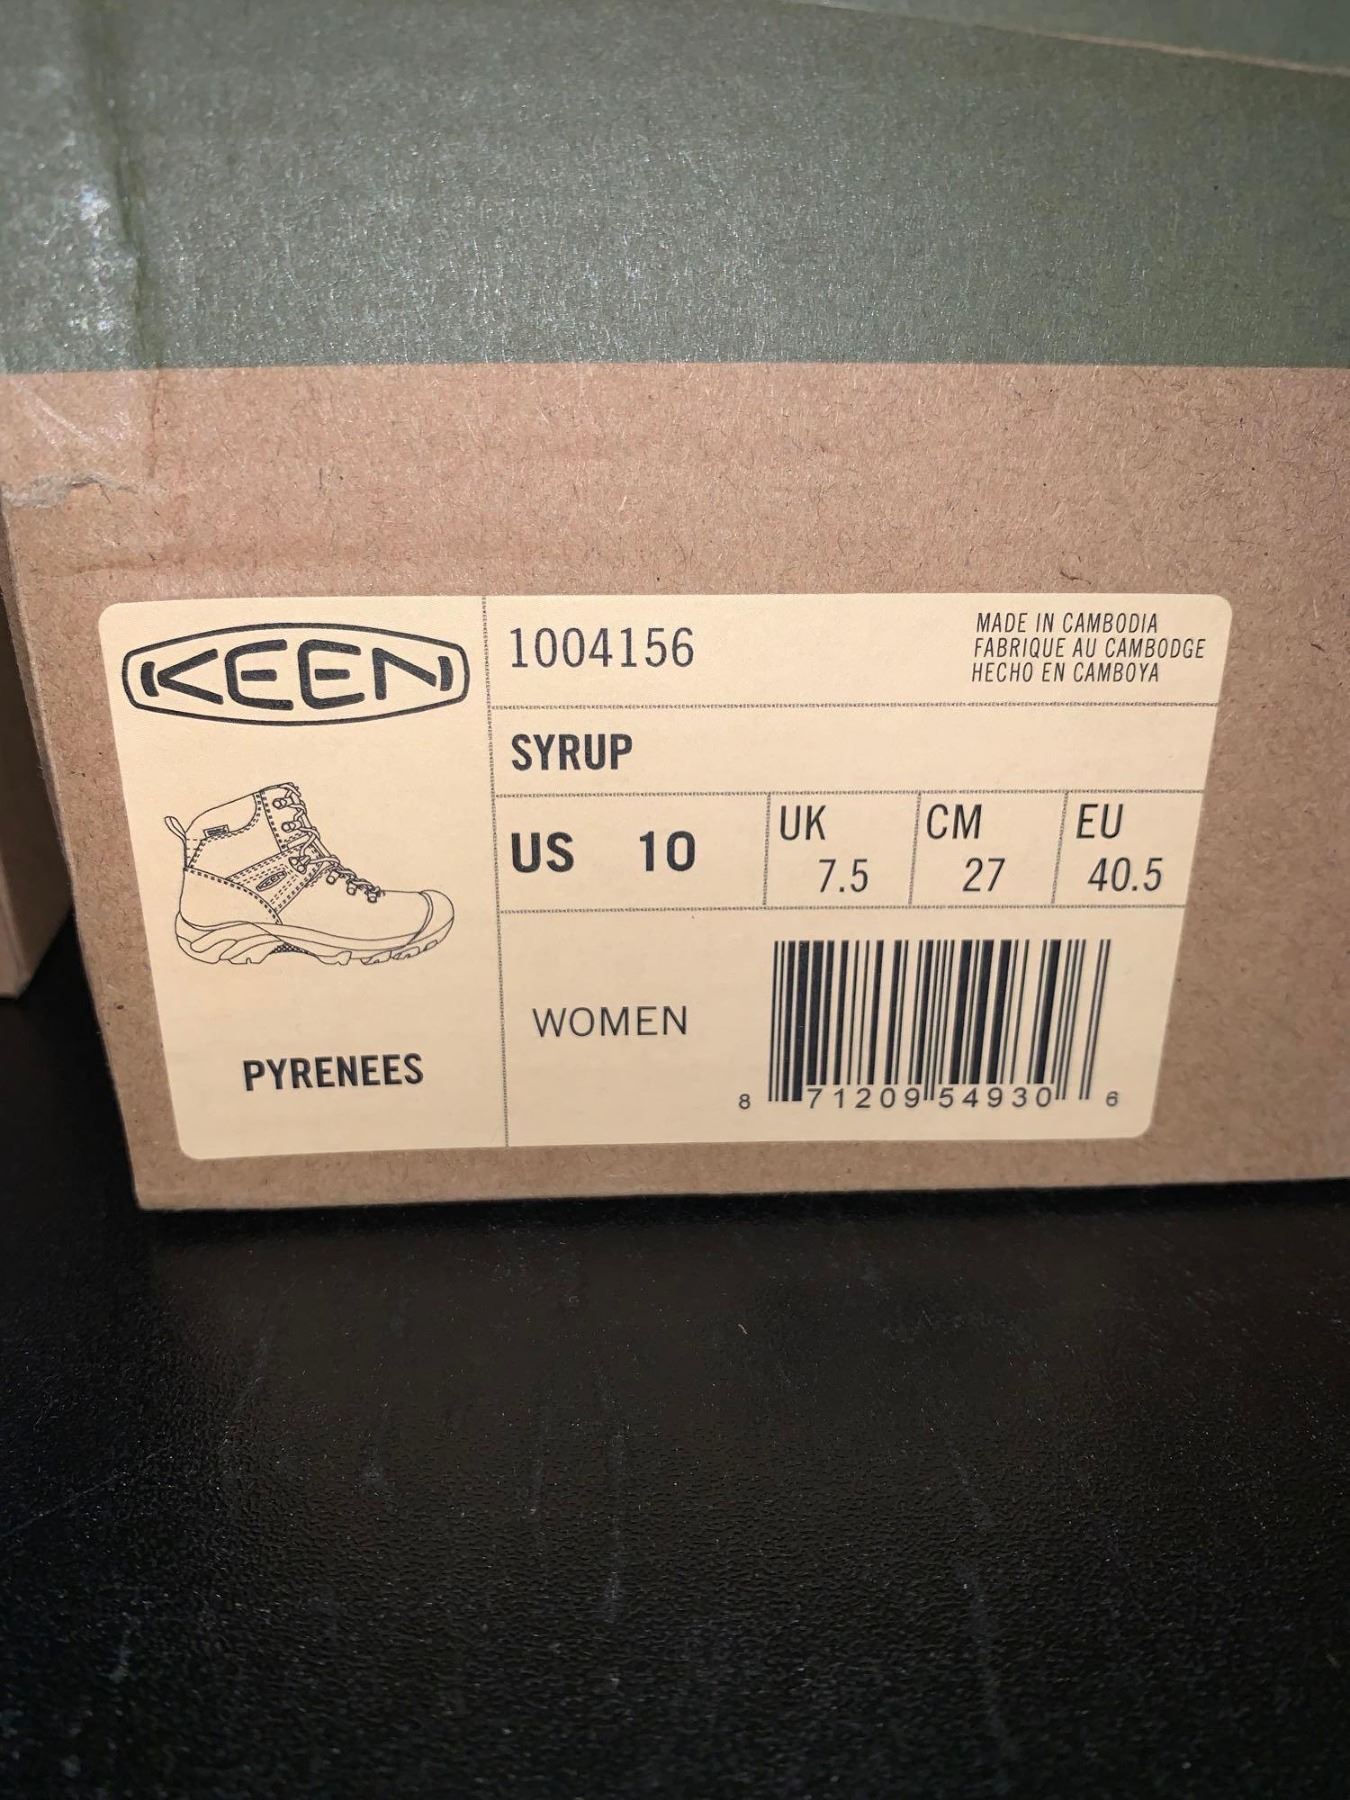 KEEN
1004156
MADE IN CAMBODIA
FABRIQUE AU CAMBODGE
HECHO EN CAMBOYA
SYRUP
US 10
UK 7.5
CM 27
EU 40.5
WOMEN
PYRENEES
8 71209 54930 6